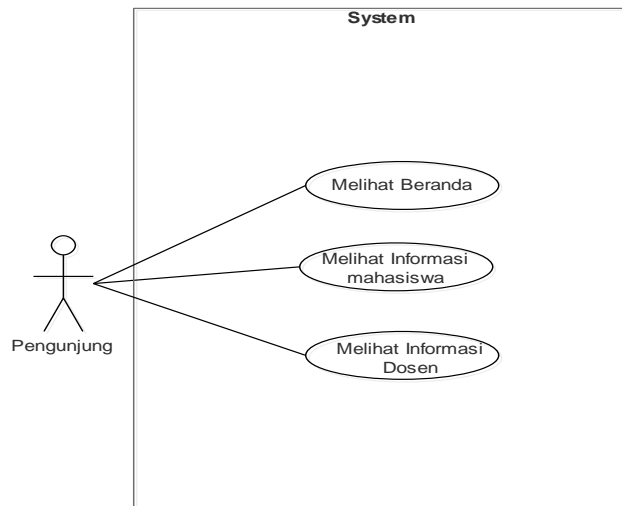 System
Melihat Beranda
Melihat Informasi
mahasiswa
Melihat Informasi
Dosen
Pengunjung